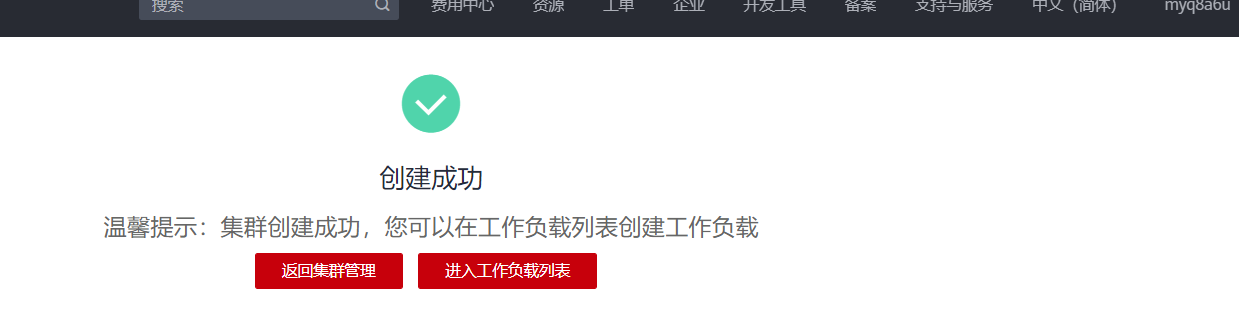 搜索 费用中心 资源 工单 企业 开发工具 备案 支持与服务 中文（简体） myq8a6u
创建成功
温馨提示：集群创建成功，您可以在工作负载列表创建工作负载
返回集群管理 进入工作负载列表